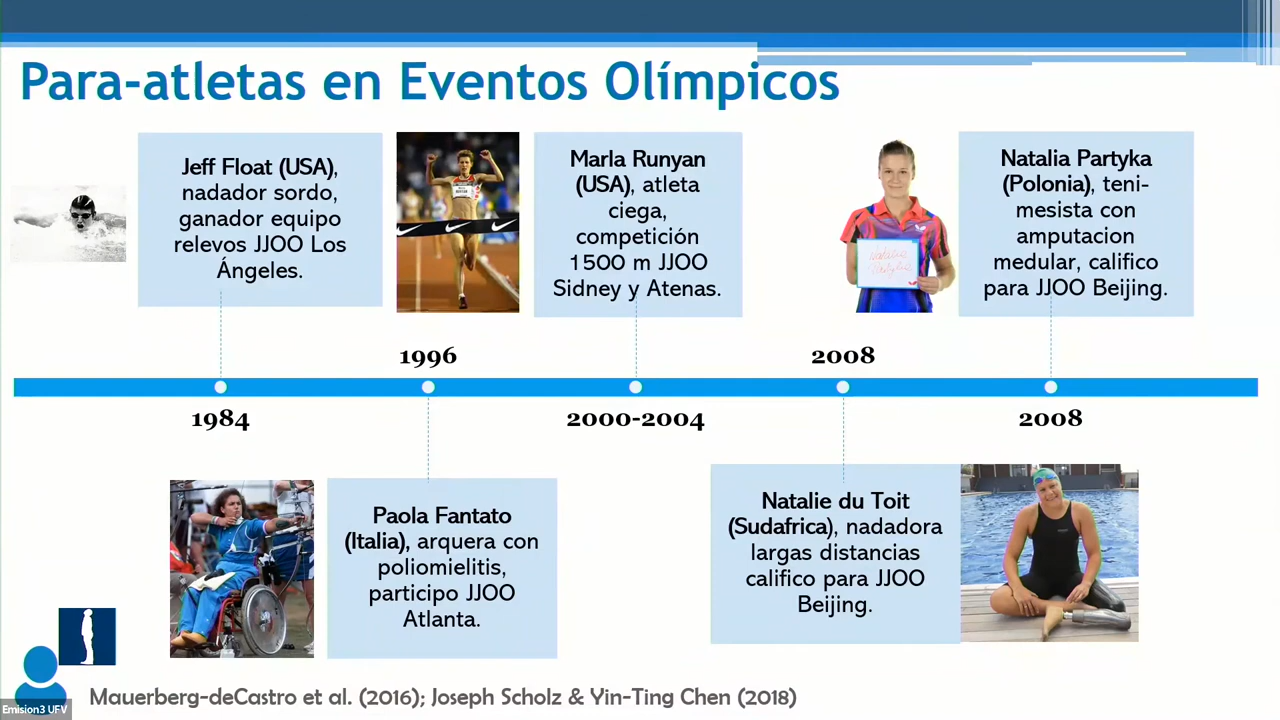 Para-atletas en Eventos Olímpicos
Jeff Float (USA),
nadador sordo,
ganador equipo
relevos JJOO Los
Ángeles.
Marla Runyan
(USA), atleta
ciega,
competición
1500 m JJOO
Sidney y Atenas.
Natalia Partyka
(Polonia), teni-
mesista con
amputacion
medular, califico
para JJOO Beijing.
1996
2008
1984
2000-2004
2008
Paola Fantato
(Italia), arquera con
poliomielitis,
participo JJOO
Atlanta.
Natalie du Toit
(Sudafrica), nadadora
largas distancias
califico para JJOO
Beijing.
Mauerberg-deCastro et al. (2016); Joseph Scholz & Yin-Ting Chen (2018)
Emision3 UFV